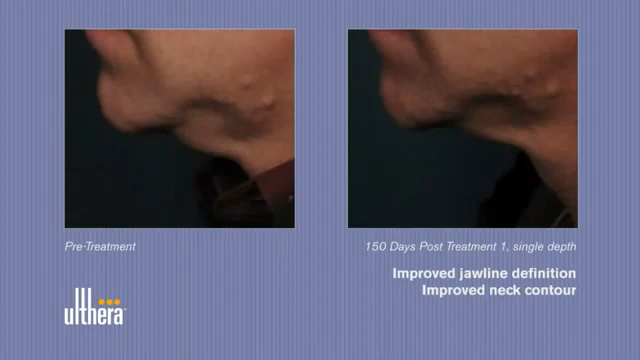 Pre-Treatment
150 Days Post Treatment 1, single depth
Improved jawline definition
Improved neck contour
ulthera